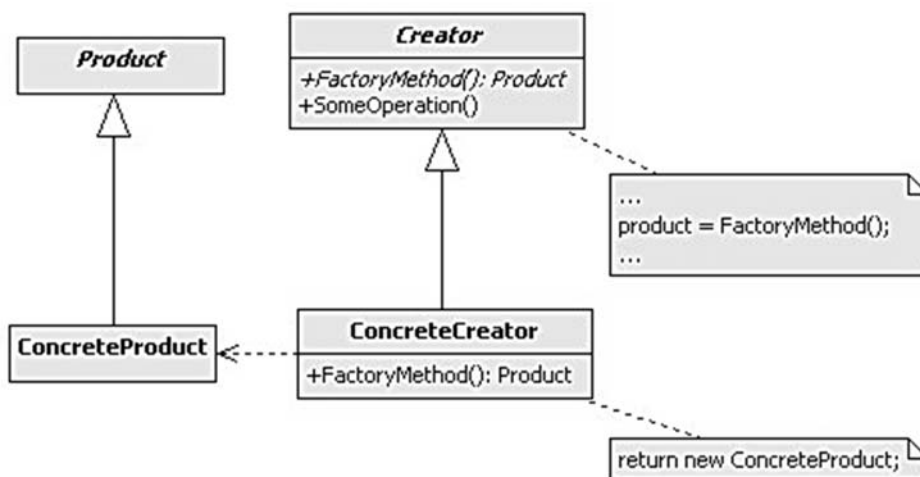 Product
Creator
+FactoryMethod(): Product
+SomeOperation()
...
product = FactoryMethod();
...
ConcreteProduct
ConcreteCreator
+FactoryMethod(): Product
return new ConcreteProduct;